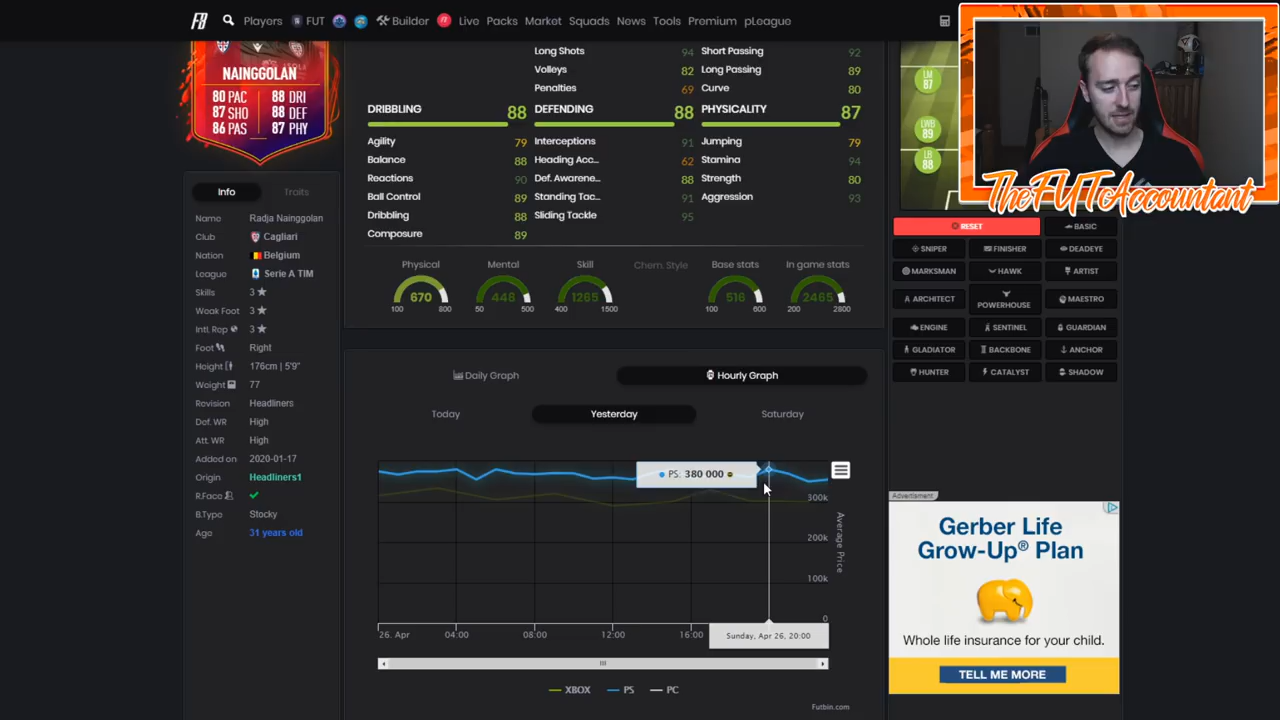 FB Players FUT Builder Live Packs Market Squads News Tools Premium pLeague
NAINGGOLAN
80 PAC 88 DRI
87 SHO 88 DEF
86 PAS 87 PHY
Long Shots 94 Short Passing 92
Volleys 82 Long Passing 89
Penalties 69 Curve 80
DRIBBLING 88 DEFENDING 88 PHYSICALITY 87
Agility 79 Interceptions 91 Jumping 79
Balance 88 Heading Acc... 62 Stamina 94
Reactions 90 Def. Awarene... 88 Strength 80
Ball Control 89 Standing Tac... 91 Aggression 93
Dribbling 88 Sliding Tackle 95
Composure 89
Physical Mental Skill Chem. Style Base stats In game stats
670 448 1265 516 2465
100 800 50 500 400 1500 100 600 200 2800
Info Traits
Name Radja Nainggolan
Club Cagliari
Nation Belgium
League Serie A TIM
Skills 3
Weak Foot 3
Intl. Rep 3
Foot Right
Height 176cm | 5'9"
Weight 77
Revision Headliners
Def. WR High
Att. WR High
Added on 2020-01-17
Origin Headliners1
R.Face
B.Type Stocky
Age 31 years old
Daily Graph Hourly Graph
Today Yesterday Saturday
PS: 380 000
300k
200k
100k
0
Average Price
26. Apr 04:00 08:00 12:00 16:00
Sunday, Apr 26, 20:00
XBOX PS PC
Futbin.com
LM
87
LWB
89
LB
88
TheFUTAccountant
RESET BASIC
SNIPER FINISHER DEADEYE
MARKSMAN HAWK ARTIST
ARCHITECT POWERHOUSE MAESTRO
ENGINE SENTINEL GUARDIAN
GLADIATOR BACKBONE ANCHOR
HUNTER CATALYST SHADOW
Advertisment
Gerber Life
Grow-Up® Plan
Whole life insurance for your child.
TELL ME MORE